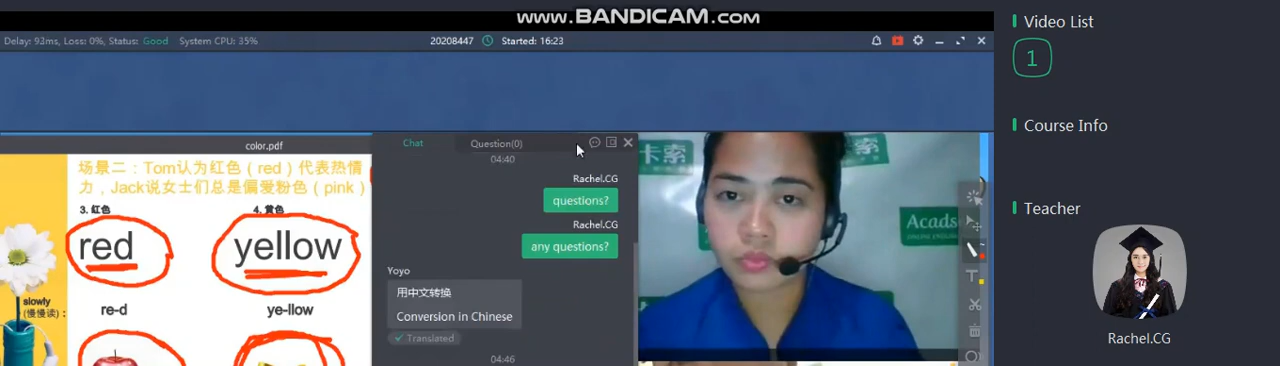 www.BANDICAM.com
Delay: 93ms, Loss: 0%, Status: Good System CPU: 35%
20208447 Started: 16:23
color.pdf
场景二：Tom认为红色（red）代表热情
力，Jack说女士们总是偏爱粉色（pink）
3. 红色
4. 黄色
red
yellow
slowly
(慢慢读)：
re-d
ye-llow
Chat
Question(0)
04:40
Rachel.CG
questions?
Rachel.CG
any questions?
Yoyo
用中文转换
Conversion in Chinese
Translated
04:46
卡索
Acads
Video List
1
Course Info
Teacher
Rachel.CG